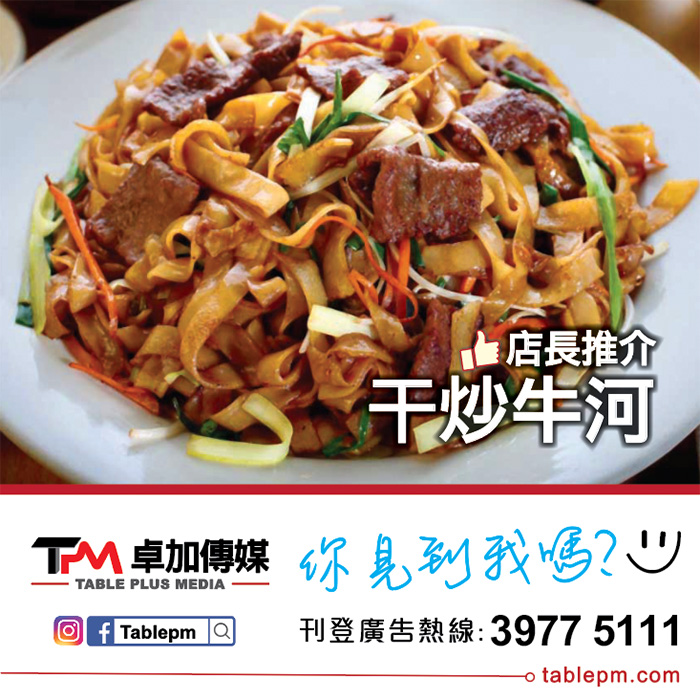 店長推介
干炒牛河
TPM 卓加傳媒
TABLE PLUS MEDIA
你見到我嗎?
f Tablepm
刊登廣告熱線: 3977 5111
tablepm.com